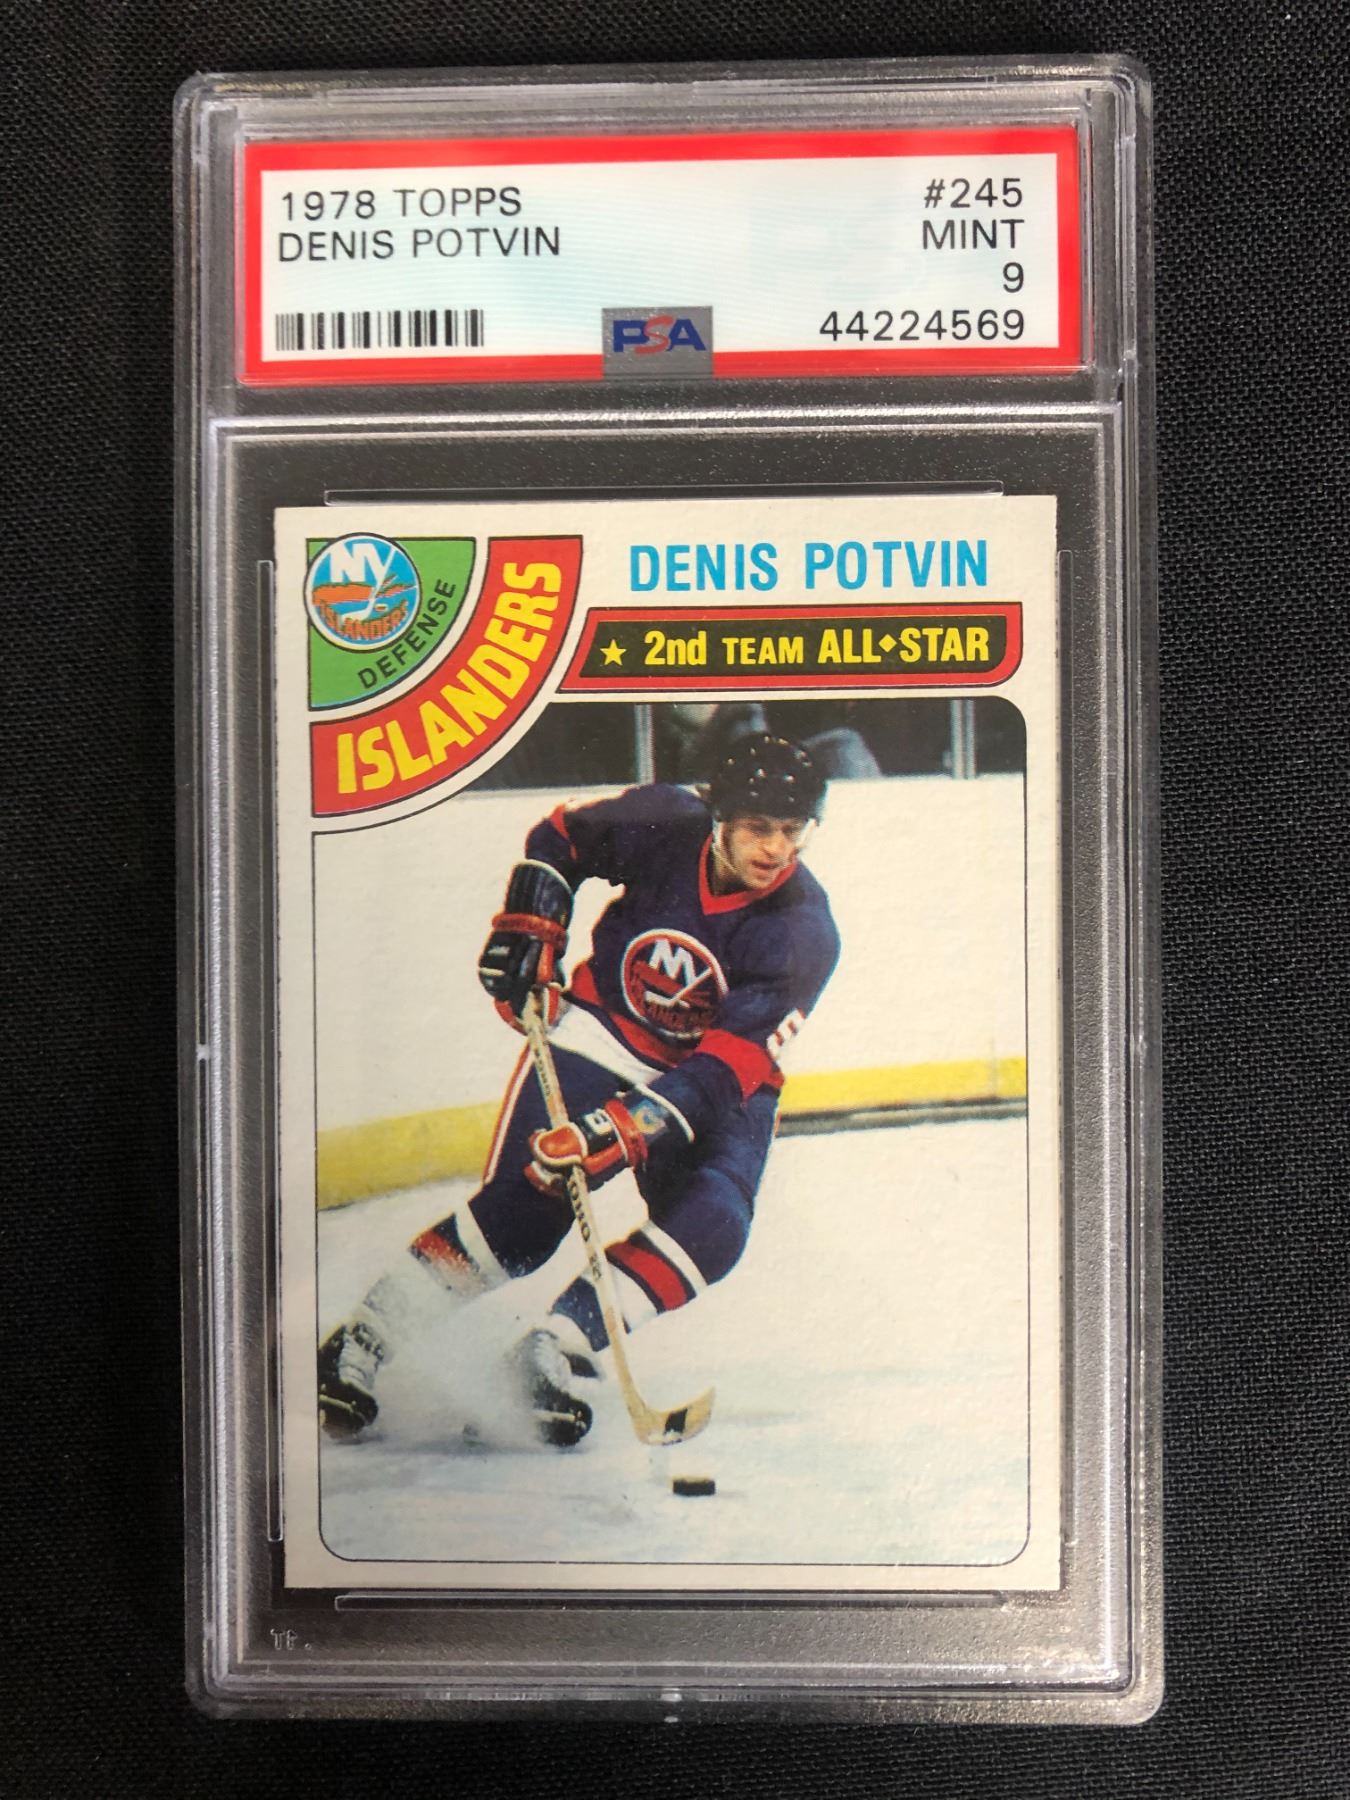 1978 TOPPS
#245
DENIS POTVIN
MINT
9
PSA
44224569
NY
ISLANDERS
DEFENSE
ISLANDERS
DENIS POTVIN
★ 2nd TEAM ALL◆STAR
NY